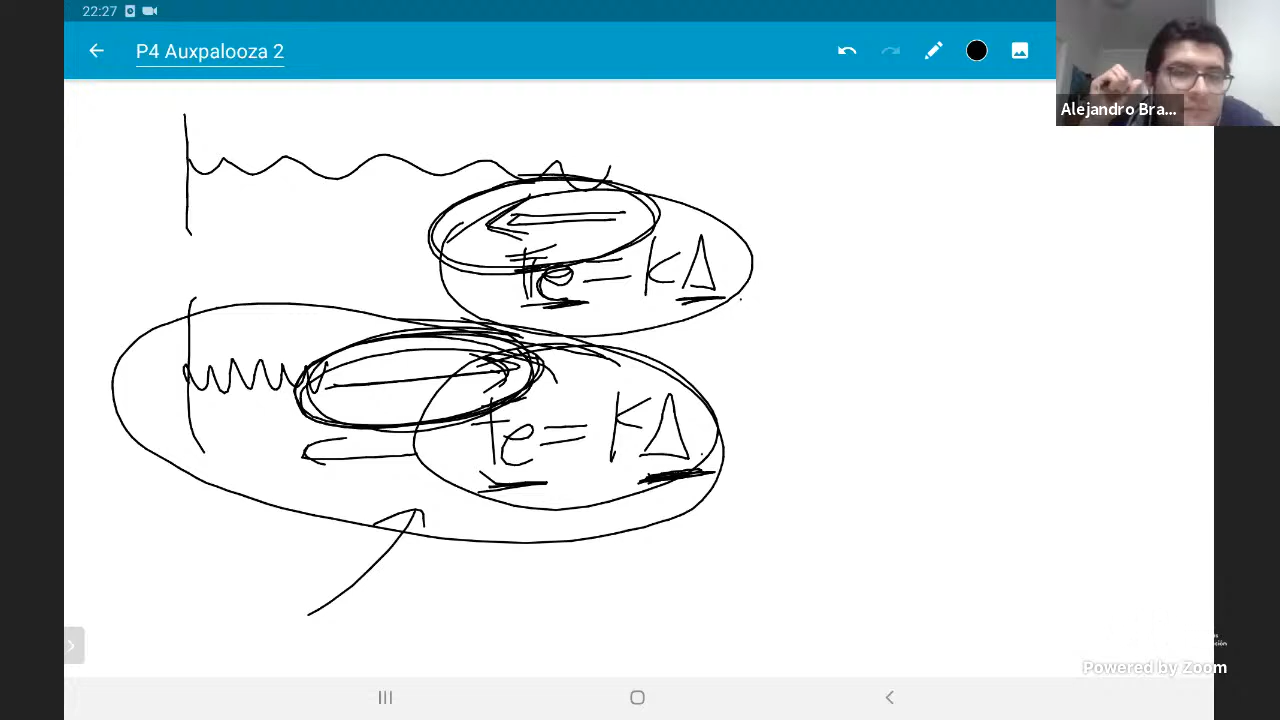 22:27
P4 Auxpalooza 2
Alejandro Bra...
Fe = KΔ
Fe = KΔ
Powered by Zoom